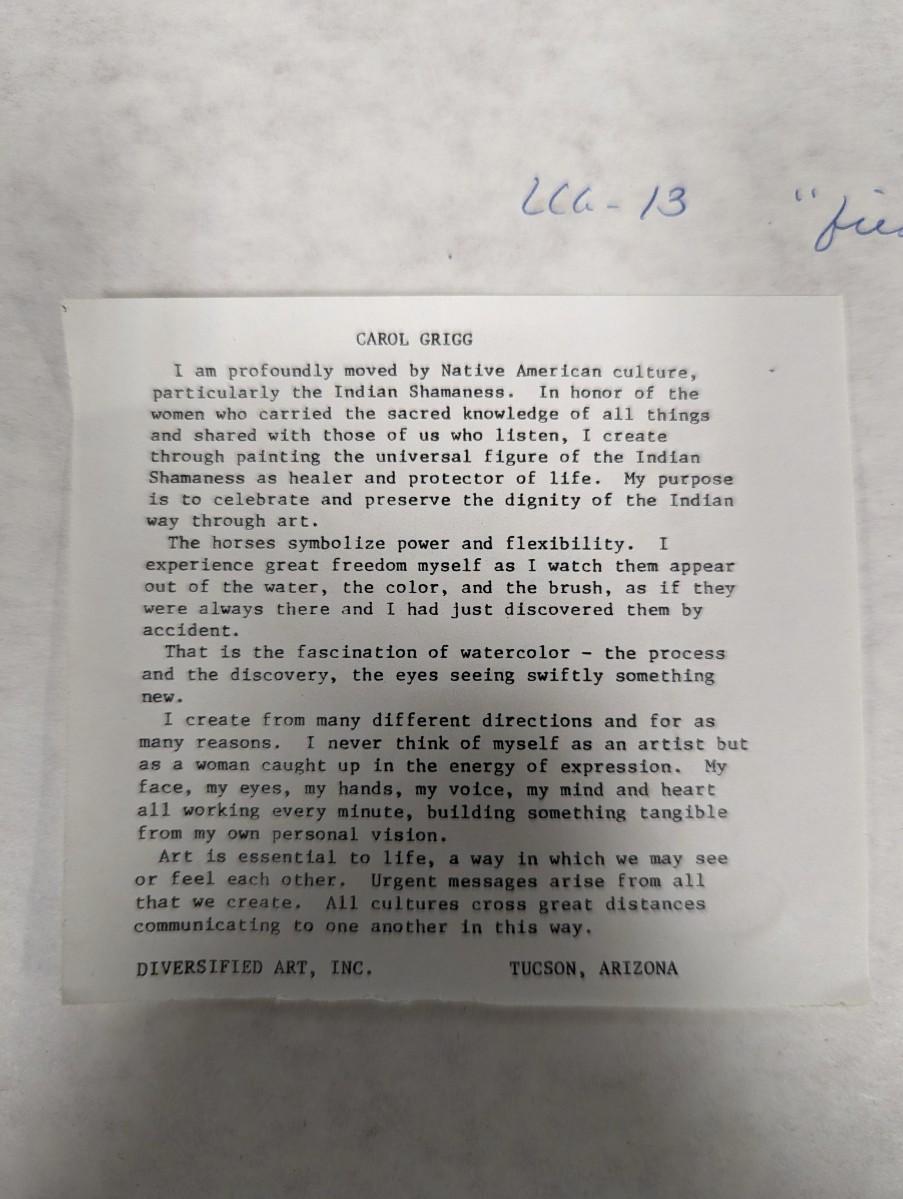 -13 "
CAROL GRIGG
I am profoundly moved by Native American culture,
particularly the Indian Shamaness. In honor of the
women who carried the sacred knowledge of all things
and shared with those of us who listen, I create
through painting the universal figure of the Indian
Shamaness as healer and protector of life. My purpose
is to celebrate and preserve the dignity of the Indian
way through art.
The horses symbolize power and flexibility. I
experience great freedom myself as I watch them appear
out of the water, the color, and the brush, as if they
were always there and I had just discovered them by
accident.
That is the fascination of watercolor - the process
and the discovery, the eyes seeing swiftly something
new.
I create from many different directions and for as
many reasons. I never think of myself as an artist but
as a woman caught up in the energy of expression. My
face, my eyes, my hands, my voice, my mind and heart
all working every minute, building something tangible
from my own personal vision.
Art is essential to life, a way in which we may see
or feel each other. Urgent messages arise from all
that we create. All cultures cross great distances
communicating to one another in this way.
DIVERSIFIED ART, INC. TUCSON, ARIZONA